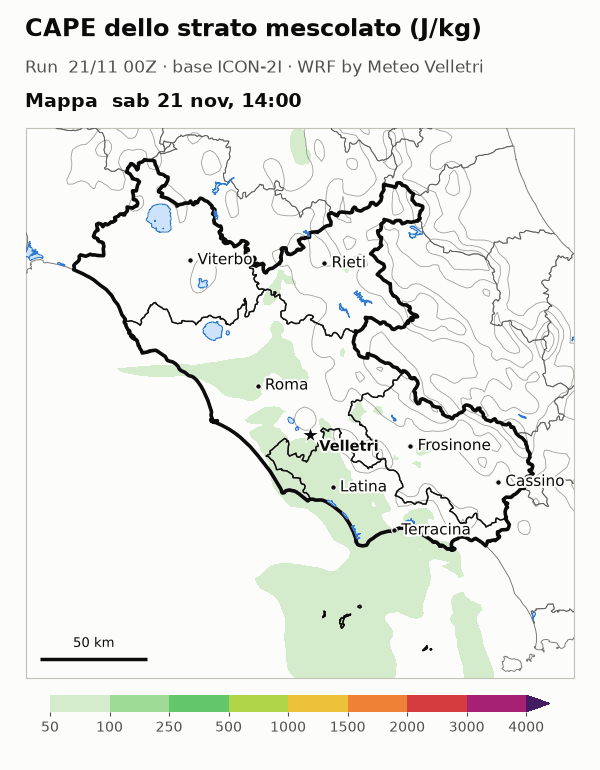 CAPE dello strato mescolato (J/kg)
Run  21/11 00Z · base ICON-2I · WRF by Meteo Velletri
Mappa  sab 21 nov, 14:00
Viterbo
Rieti
Roma
Velletri
Frosinone
Latina
Cassino
Terracina
50 km
50 100 250 500 1000 1500 2000 3000 4000